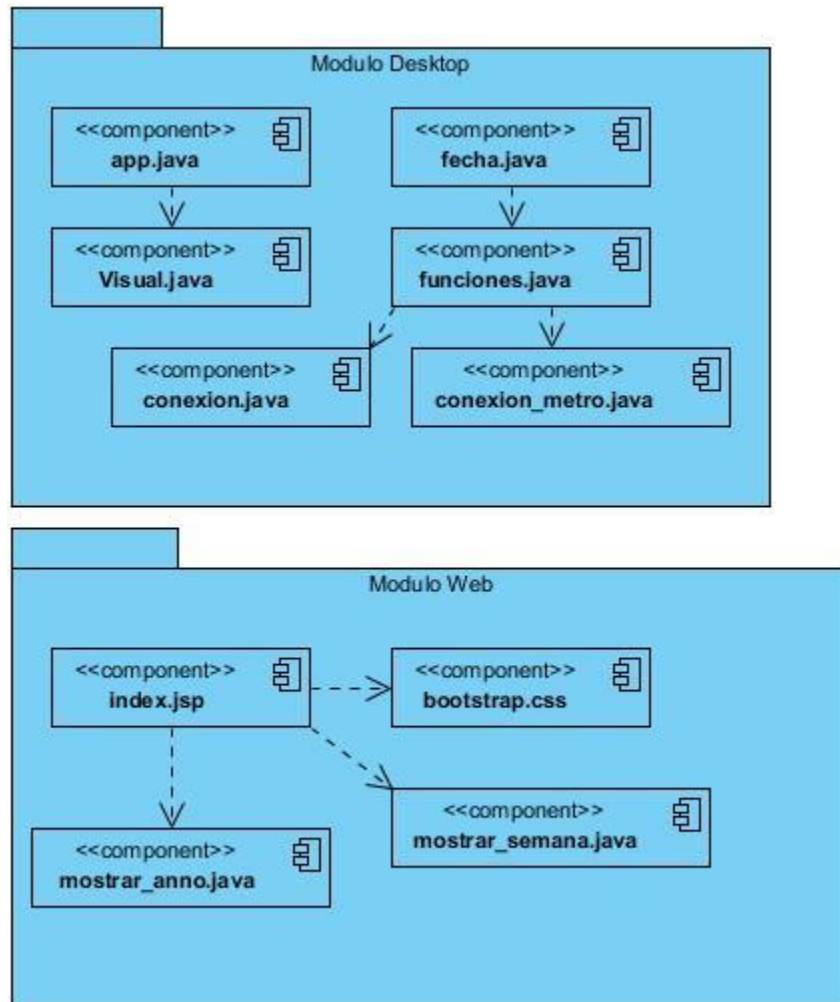 Modulo Desktop
<<component>>
app.java
<<component>>
fecha.java
<<component>>
Visual.java
<<component>>
funciones.java
<<component>>
conexion.java
<<component>>
conexion_metro.java
Modulo Web
<<component>>
index.jsp
<<component>>
bootstrap.css
<<component>>
mostrar_semana.java
<<component>>
mostrar_anno.java